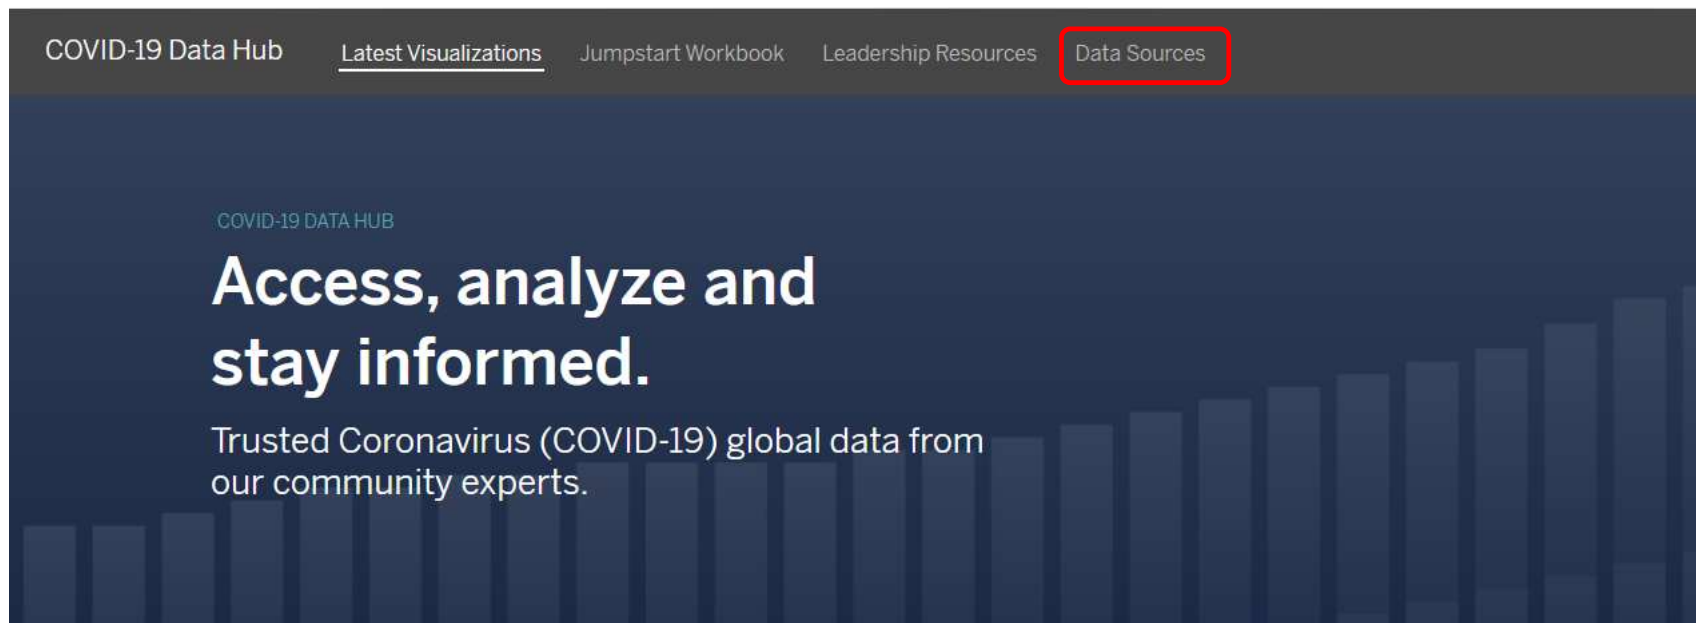 COVID-19 Data Hub Latest Visualizations Jumpstart Workbook Leadership Resources Data Sources
COVID-19 DATA HUB
Access, analyze and
stay informed.
Trusted Coronavirus (COVID-19) global data from
our community experts.